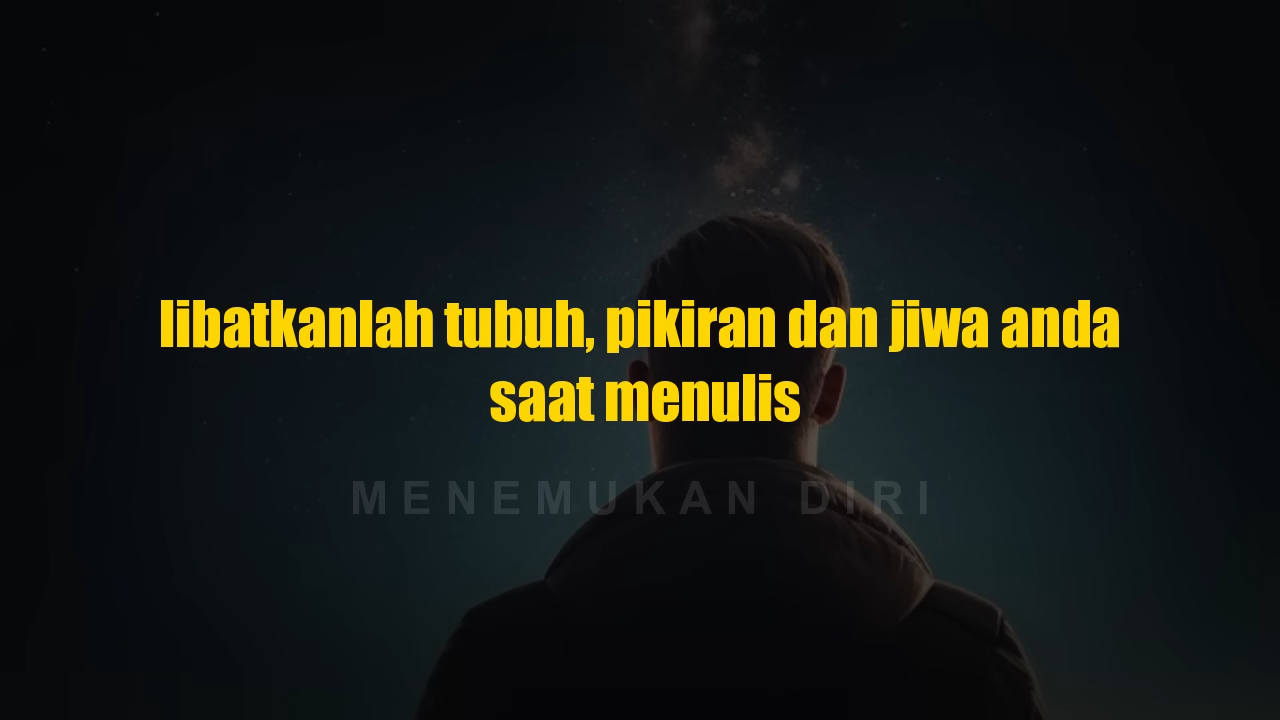 libatkanlah tubuh, pikiran dan jiwa anda
saat menulis
MENEMUKAN DIRI